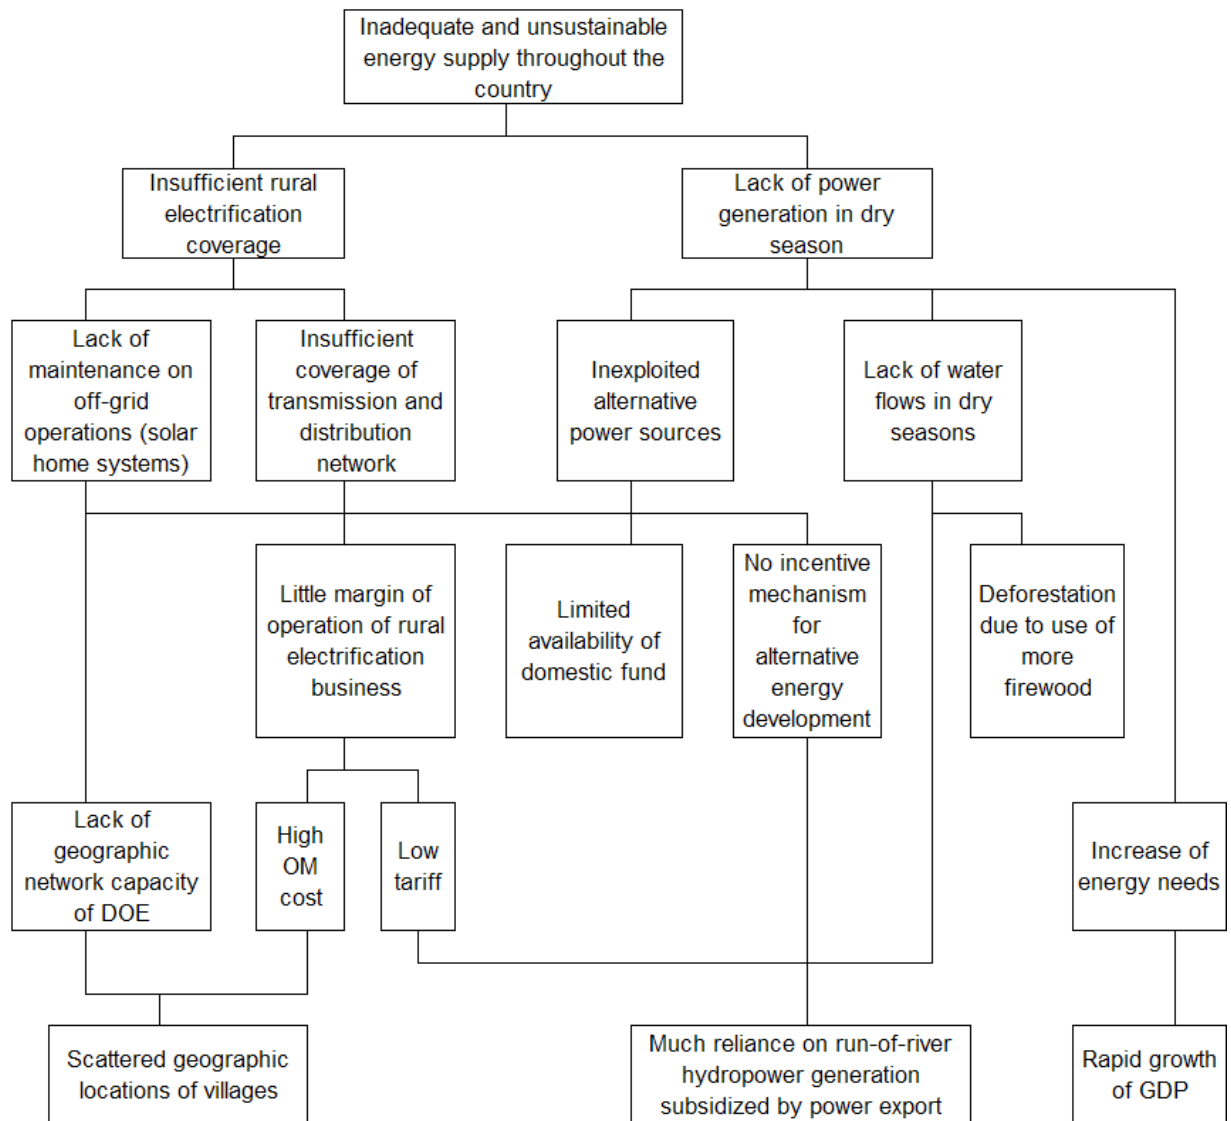 Inadequate and unsustainable
energy supply throughout the
country
Insufficient rural
electrification
coverage
Lack of power
generation in dry
season
Lack of
maintenance on
off-grid
operations (solar
home systems)
Insufficient
coverage of
transmission and
distribution
network
Inexploited
alternative
power sources
Lack of water
flows in dry
seasons
Little margin of
operation of rural
electrification
business
Limited
availability of
domestic fund
No incentive
mechanism
for
alternative
energy
development
Deforestation
due to use of
more
firewood
Lack of
geographic
network capacity
of DOE
High
OM
cost
Low
tariff
Increase of
energy needs
Scattered geographic
locations of villages
Much reliance on run-of-river
hydropower generation
subsidized by power export
Rapid growth
of GDP